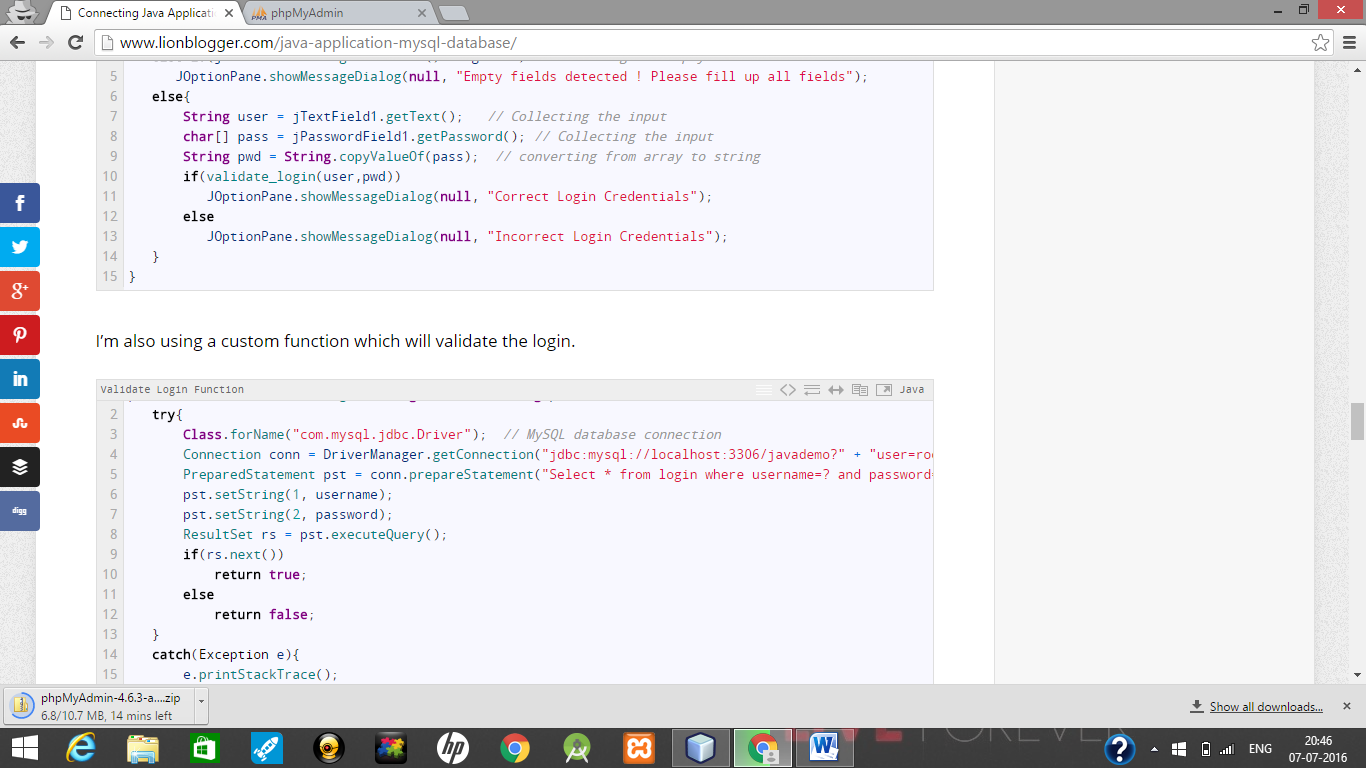 Connecting Java Applicati
phpMyAdmin
www.lionblogger.com/java-application-mysql-database/
5 JOptionPane.showMessageDialog(null, "Empty fields detected ! Please fill up all fields");
6 else{
7 String user = jTextField1.getText(); // Collecting the input
8 char[] pass = jPasswordField1.getPassword(); // Collecting the input
9 String pwd = String.copyValueOf(pass); // converting from array to string
10 if(validate_login(user,pwd))
11 JOptionPane.showMessageDialog(null, "Correct Login Credentials");
12 else
13 JOptionPane.showMessageDialog(null, "Incorrect Login Credentials");
14 }
15 }
I'm also using a custom function which will validate the login.
Validate Login Function
Java
2 try{
3 Class.forName("com.mysql.jdbc.Driver"); // MySQL database connection
4 Connection conn = DriverManager.getConnection("jdbc:mysql://localhost:3306/javademo?" + "user=roo
5 PreparedStatement pst = conn.prepareStatement("Select * from login where username=? and password=
6 pst.setString(1, username);
7 pst.setString(2, password);
8 ResultSet rs = pst.executeQuery();
9 if(rs.next())
10 return true;
11 else
12 return false;
13 }
14 catch(Exception e){
15 e.printStackTrace();
digg
phpMyAdmin-4.6.3-a....zip
6.8/10.7 MB, 14 mins left
Show all downloads...
FOREVER
ENG
20:46
07-07-2016